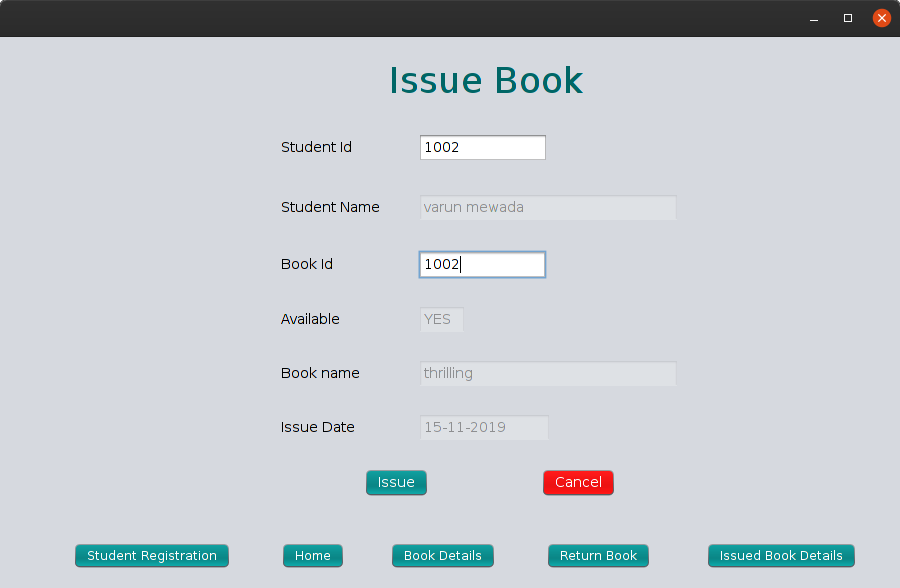 Issue Book
Student Id 1002
Student Name varun mewada
Book Id 1002
Available YES
Book name thrilling
Issue Date 15-11-2019
Issue Cancel
Student Registration Home Book Details Return Book Issued Book Details